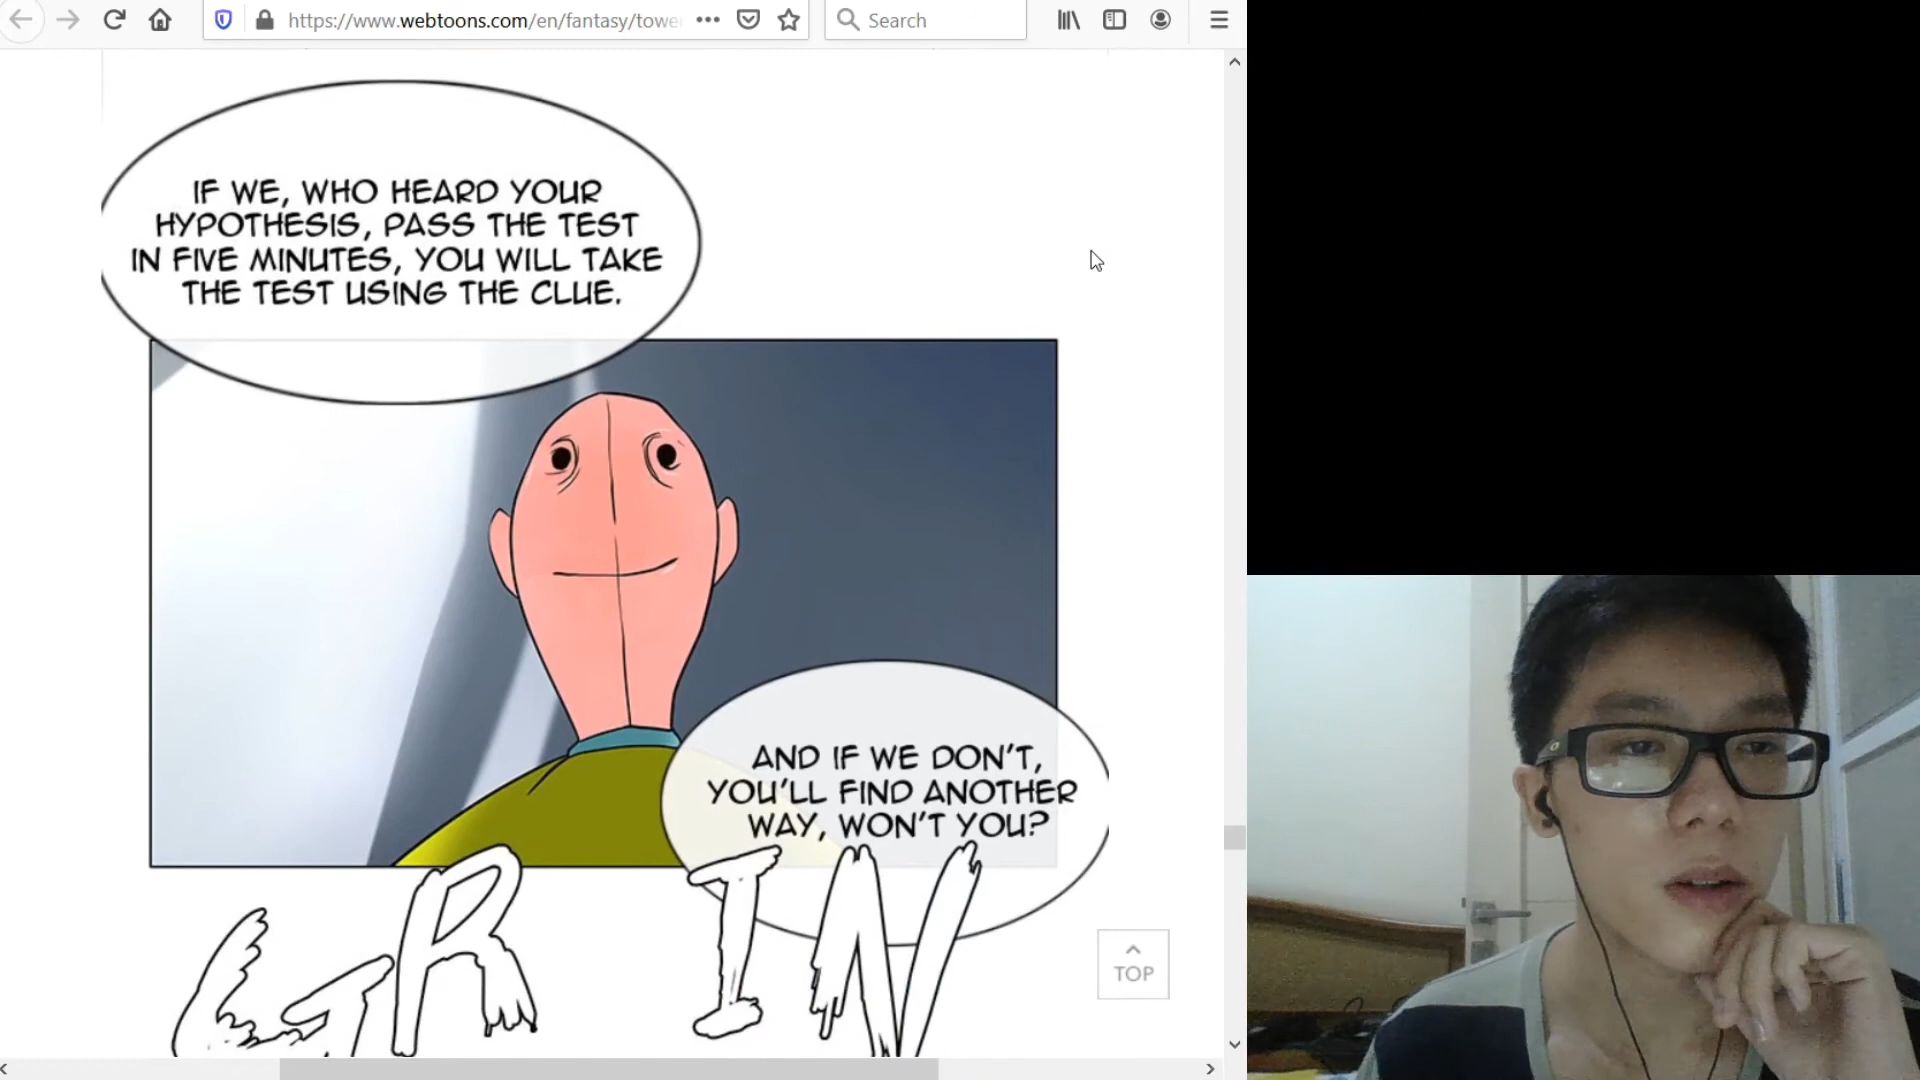 https://www.webtoons.com/en/fantasy/towe
Search
IF WE, WHO HEARD YOUR
HYPOTHESIS, PASS THE TEST
IN FIVE MINUTES, YOU WILL TAKE
THE TEST USING THE CLUE.
AND IF WE DON'T,
YOU'LL FIND ANOTHER
WAY, WON'T YOU?
GRIN
TOP